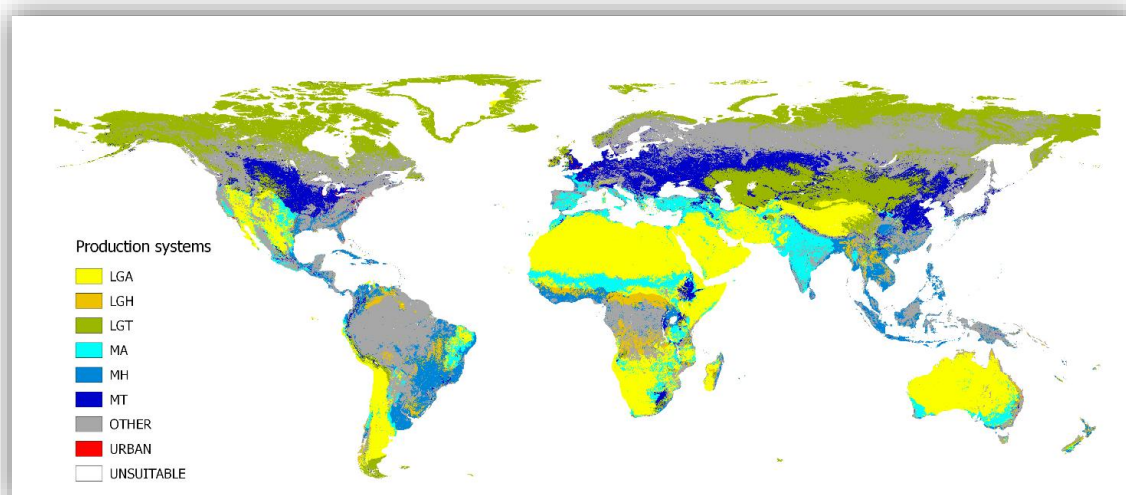 Production systems
LGA
LGH
LGT
MA
MH
MT
OTHER
URBAN
UNSUITABLE